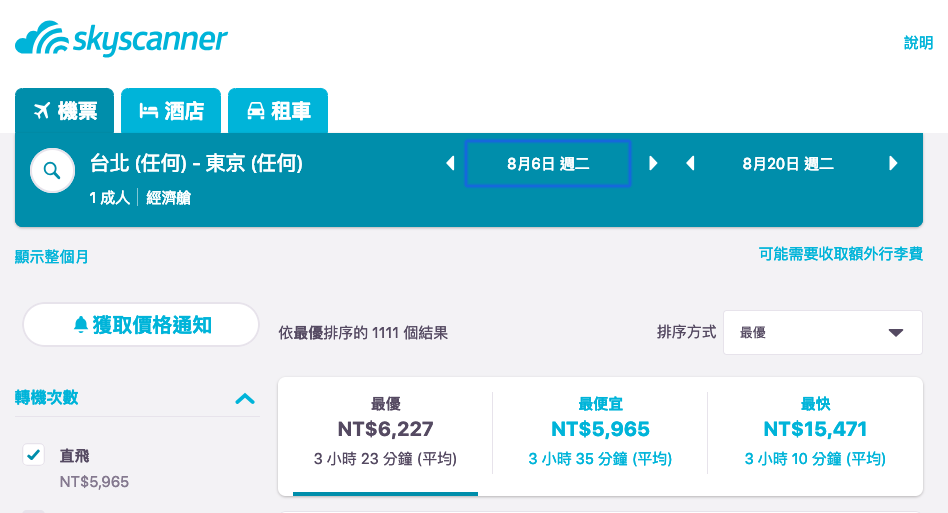 skyscanner
說明
機票 酒店 租車
台北 (任何) - 東京 (任何)
8月6日 週二 8月20日 週二
1 成人 | 經濟艙
顯示整個月
可能需要收取額外行李費
獲取價格通知
依最優排序的 1111 個結果
排序方式 最優
轉機次數
最優 最便宜 最快
NT$6,227 NT$5,965 NT$15,471
3 小時 23 分鐘 (平均) 3 小時 35 分鐘 (平均) 3 小時 10 分鐘 (平均)
直飛
NT$5,965